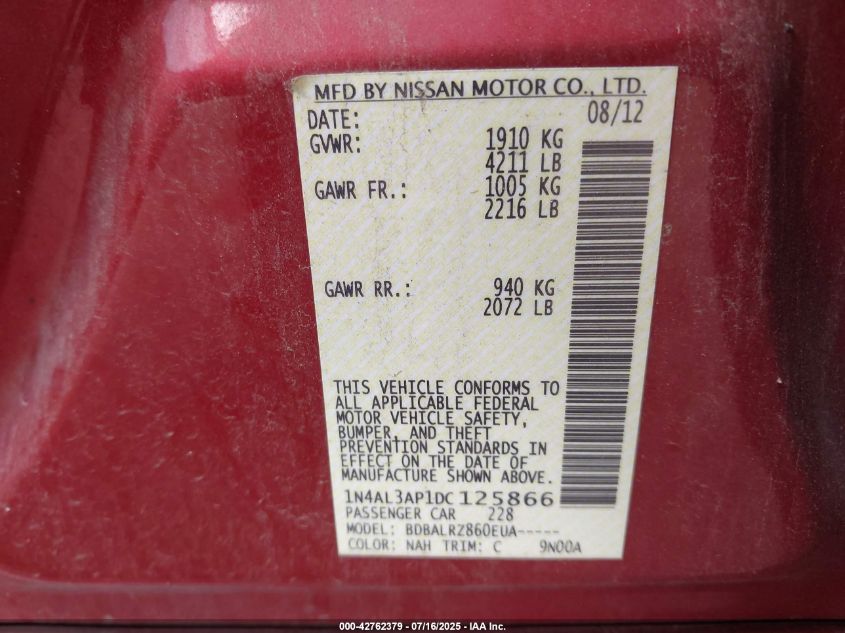 MFD BY NISSAN MOTOR CO., LTD.
DATE: 08/12
GVWR: 1910 KG
4211 LB
GAWR FR.: 1005 KG
2216 LB
GAWR RR.: 940 KG
2072 LB
THIS VEHICLE CONFORMS TO
ALL APPLICABLE FEDERAL
MOTOR VEHICLE SAFETY,
BUMPER, AND THEFT
PREVENTION STANDARDS IN
EFFECT ON THE DATE OF
MANUFACTURE SHOWN ABOVE.
1N4AL3AP1DC125866
PASSENGER CAR 228
MODEL: BDBALRZ860EUA-----
COLOR: NAH TRIM: C 9N00A
000-42762379 - 07/16/2025 - IAA Inc.